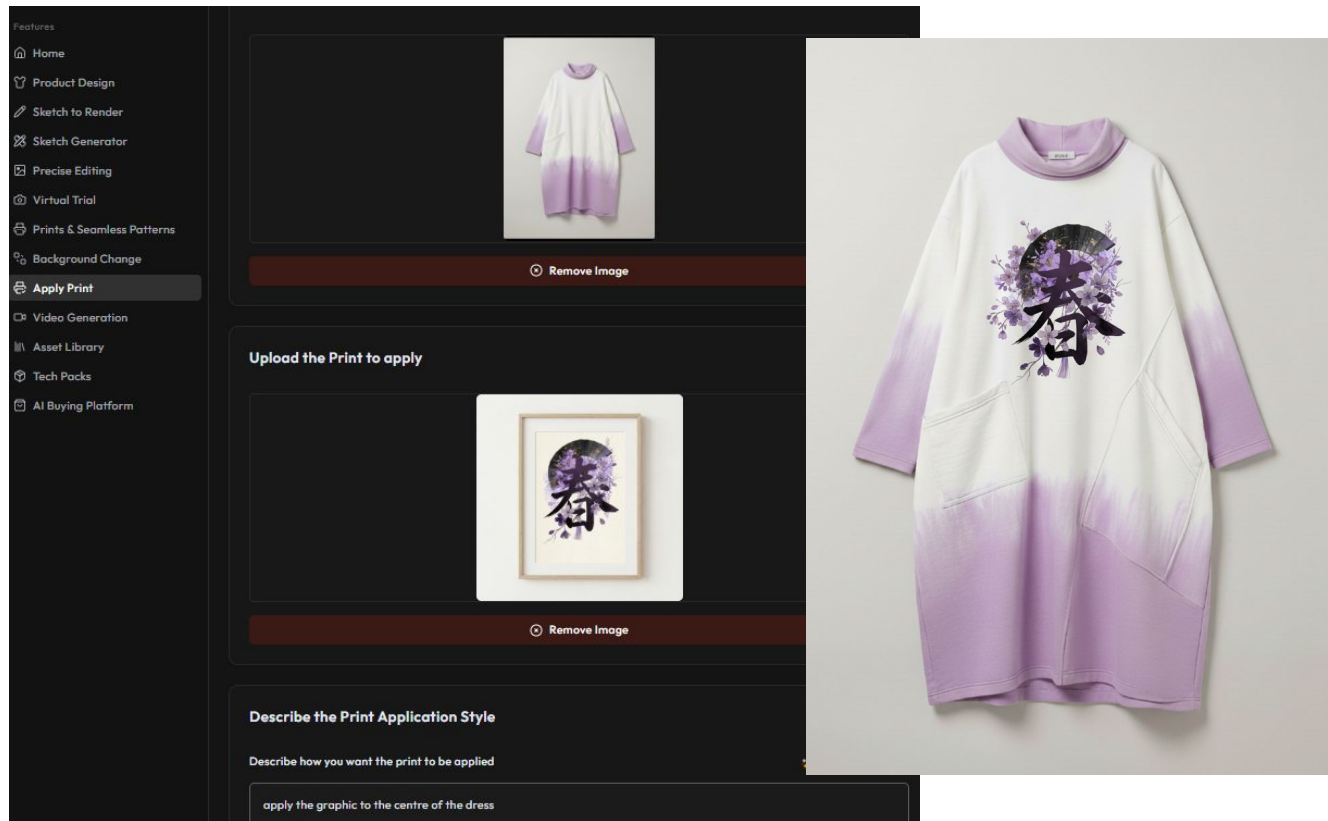 Features
Home
Product Design
Sketch to Render
Sketch Generator
Precise Editing
Virtual Trial
Prints & Seamless Patterns
Background Change
Apply Print
Video Generation
Asset Library
Tech Packs
AI Buying Platform
Remove Image
Upload the Print to apply
春
Remove Image
Describe the Print Application Style
Describe how you want the print to be applied
apply the graphic to the centre of the dress
春